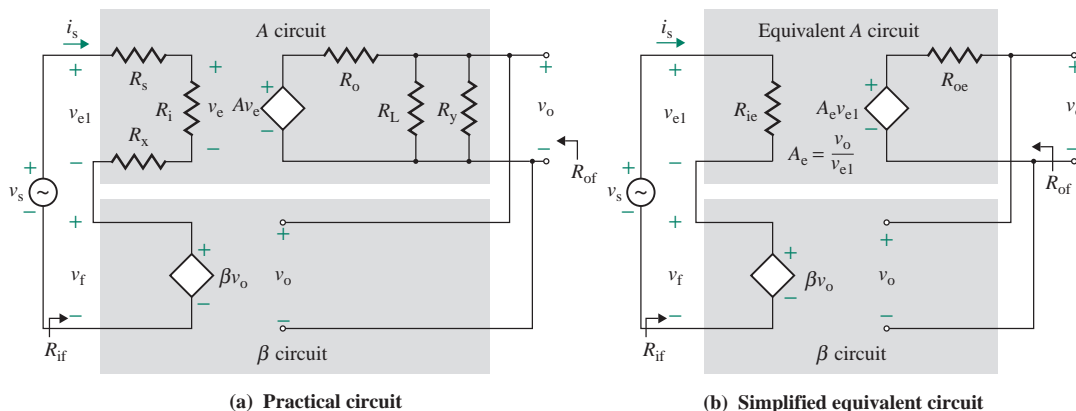 i_s
A circuit
+
R_s
+
R_o
+
v_e1
R_i
v_e
Av_e
+
−
R_L
R_y
v_o
R_x
−
−
−
R_of
+
v_s
−
+
+
+
v_f
βv_o
v_o
−
−
−
R_if
β circuit
(a) Practical circuit
i_s
Equivalent A circuit
+
R_oe
+
v_e1
R_ie
A_e v_e1
+
−
A_e = v_o / v_e1
−
−
R_of
+
v_s
−
+
+
+
v_f
βv_o
v_o
−
−
−
R_if
β circuit
(b) Simplified equivalent circuit